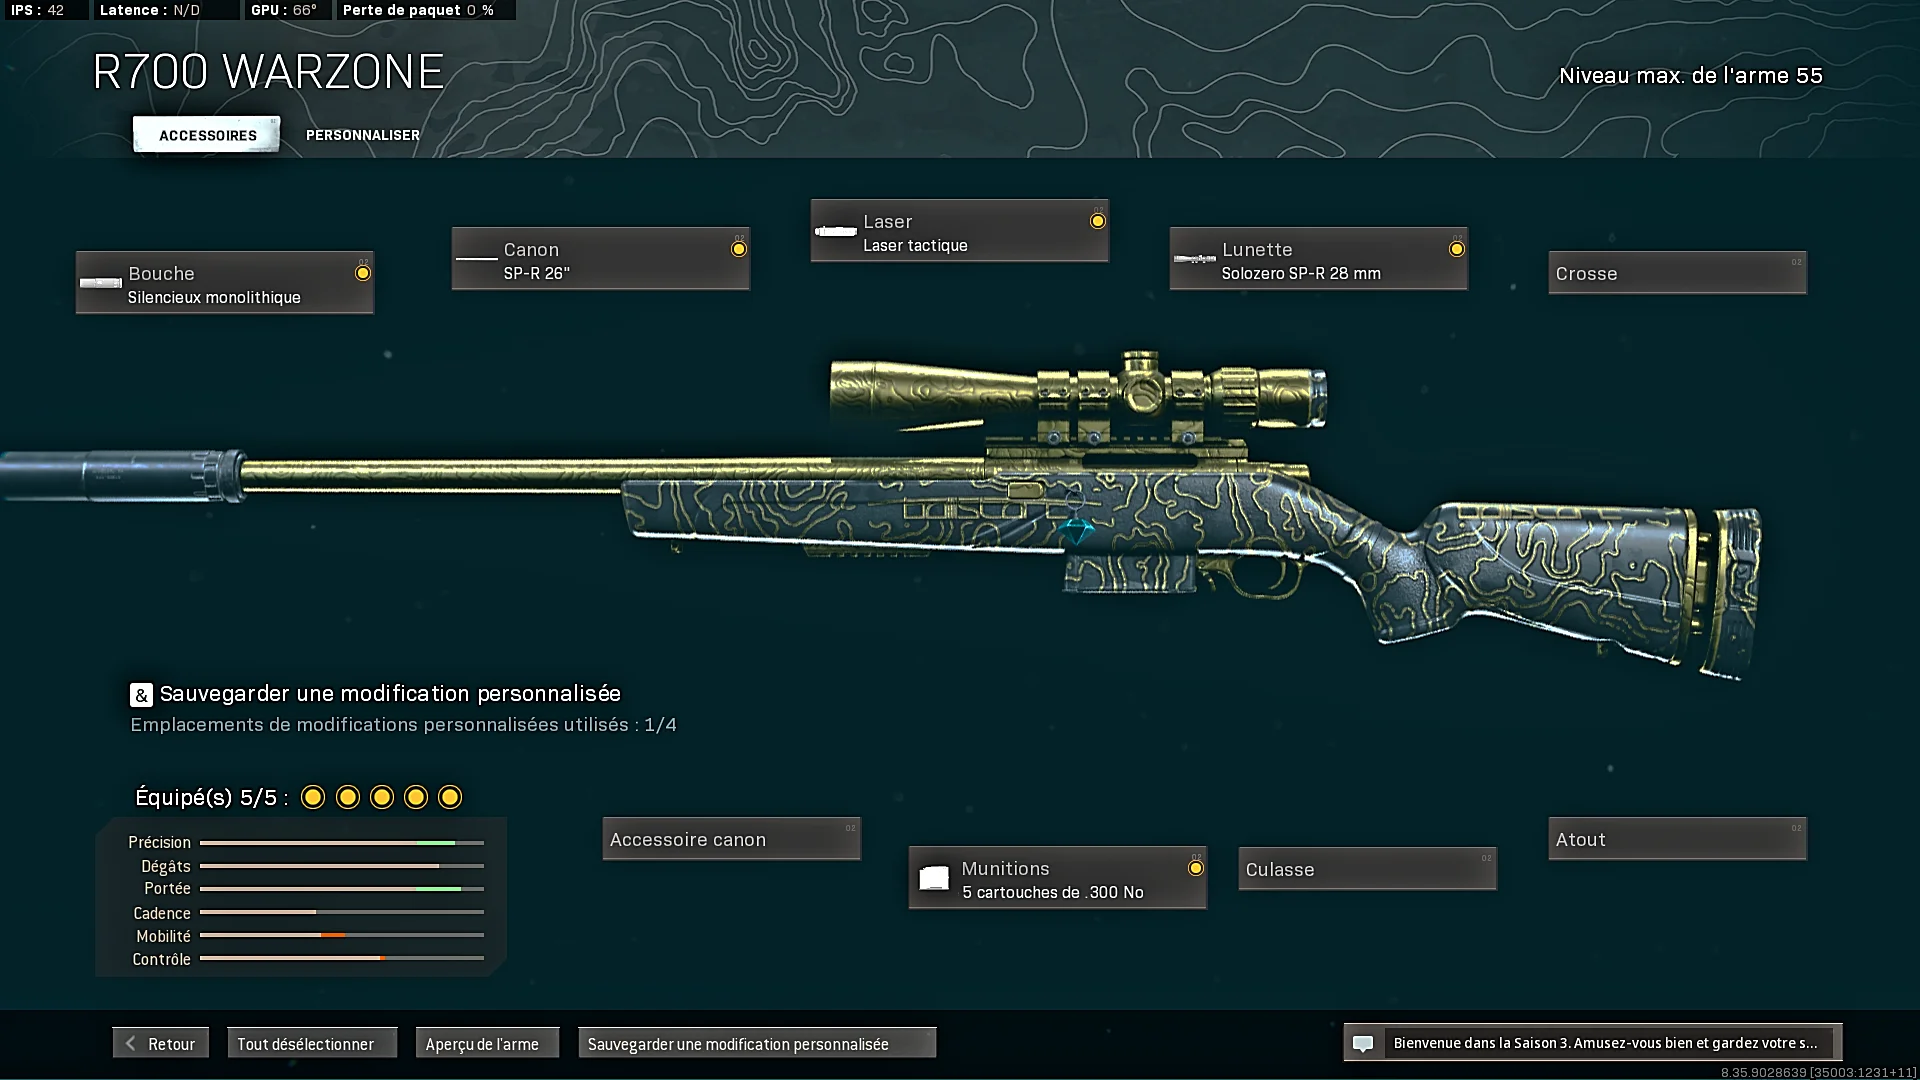 IPS : 42 Latence : N/D GPU : 66° Perte de paquet 0 %
R700 WARZONE
Niveau max. de l'arme 55
ACCESSOIRES PERSONNALISER
Laser
Laser tactique
Canon
SP-R 26"
Lunette
Solozero SP-R 28 mm
Bouche
Silencieux monolithique
Crosse
& Sauvegarder une modification personnalisée
Emplacements de modifications personnalisées utilisés : 1/4
Équipé(s) 5/5 :
Précision
Dégâts
Portée
Cadence
Mobilité
Contrôle
Accessoire canon
Munitions
5 cartouches de .300 No
Culasse
Atout
Retour
Tout désélectionner
Aperçu de l'arme
Sauvegarder une modification personnalisée
Bienvenue dans la Saison 3. Amusez-vous bien et gardez votre s...
8.35.9028639 [35003:1231+11]